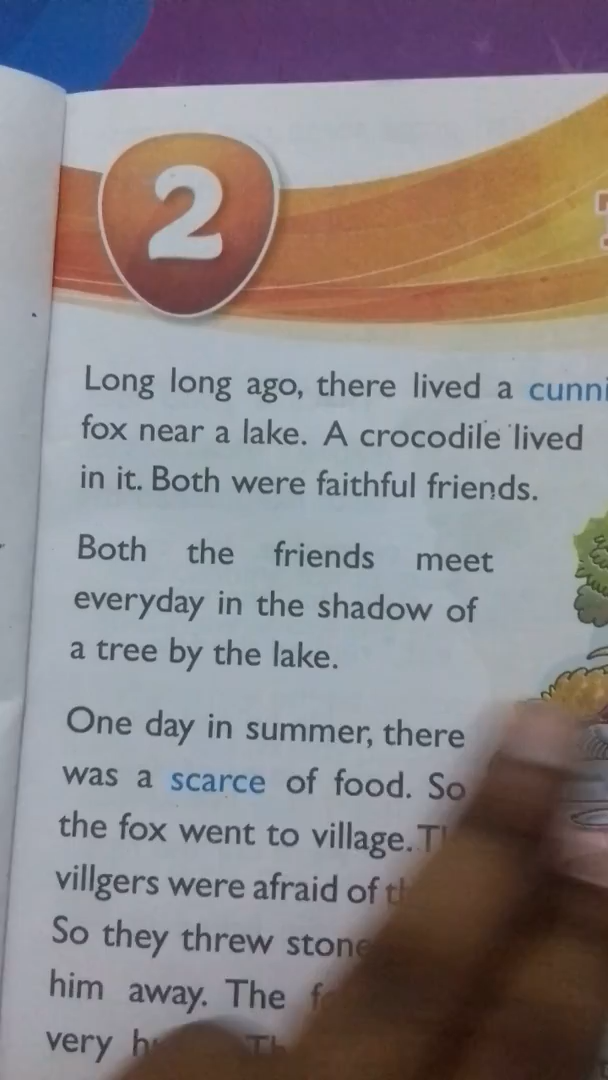 2
Long long ago, there lived a cunni
fox near a lake. A crocodile lived
in it. Both were faithful friends.
Both the friends meet
everyday in the shadow of
a tree by the lake.
One day in summer, there
was a scarce of food. So
the fox went to village.
villgers were afraid of
So they threw stone
him away. The
very